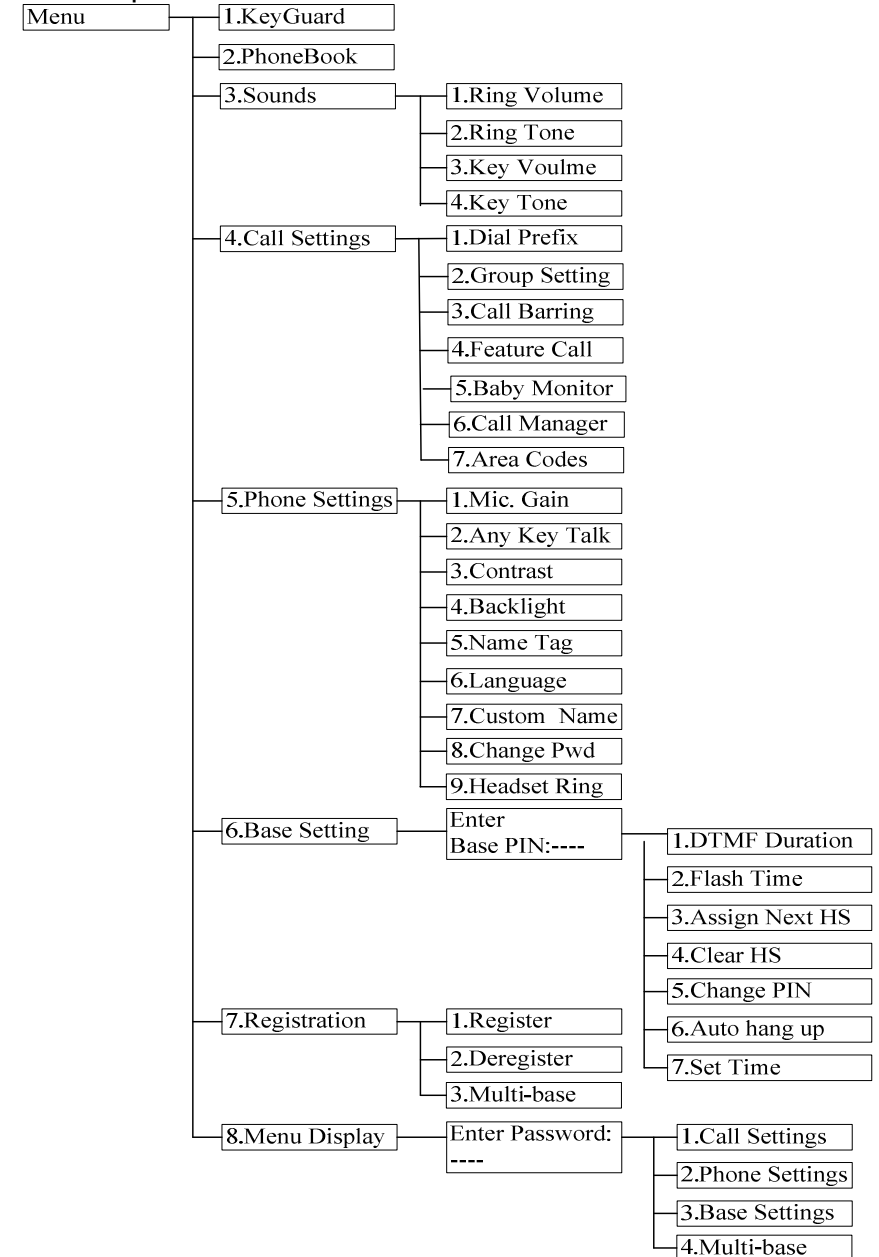 Menu
1.KeyGuard
2.PhoneBook
3.Sounds
1.Ring Volume
2.Ring Tone
3.Key Voulme
4.Key Tone
4.Call Settings
1.Dial Prefix
2.Group Setting
3.Call Barring
4.Feature Call
5.Baby Monitor
6.Call Manager
7.Area Codes
5.Phone Settings
1.Mic. Gain
2.Any Key Talk
3.Contrast
4.Backlight
5.Name Tag
6.Language
7.Custom Name
8.Change Pwd
9.Headset Ring
6.Base Setting
Enter
Base PIN:----
1.DTMF Duration
2.Flash Time
3.Assign Next HS
4.Clear HS
5.Change PIN
6.Auto hang up
7.Set Time
7.Registration
1.Register
2.Deregister
3.Multi-base
8.Menu Display
Enter Password:
----
1.Call Settings
2.Phone Settings
3.Base Settings
4.Multi-base